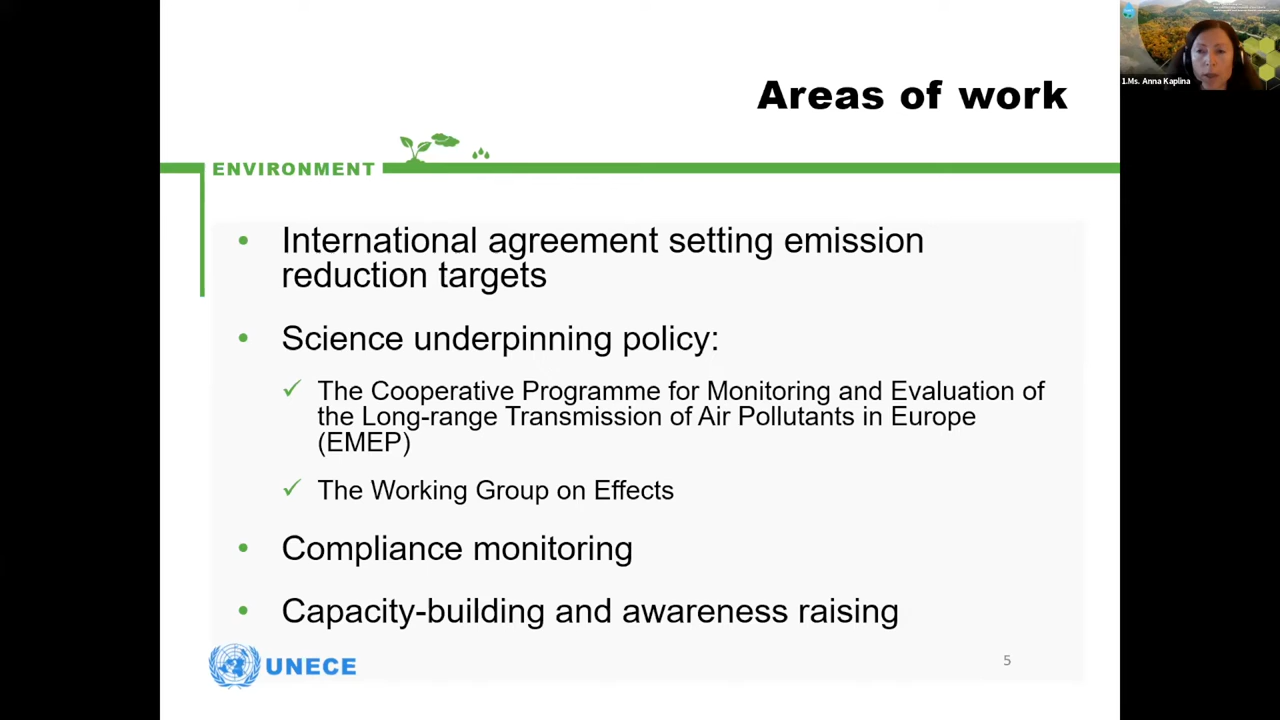 Areas of work
ENVIRONMENT
• International agreement setting emission
reduction targets
• Science underpinning policy:
✓ The Cooperative Programme for Monitoring and Evaluation of
the Long-range Transmission of Air Pollutants in Europe
(EMEP)
✓ The Working Group on Effects
• Compliance monitoring
• Capacity-building and awareness raising
UNECE
5
1.Ms. Anna Kaplina